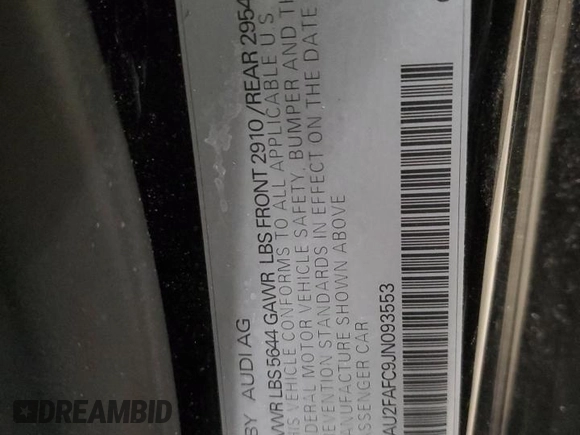 BY AUDI AG
GVWR LBS 5644 GAWR LBS FRONT 2910/REAR 2954
THIS VEHICLE CONFORMS TO ALL APPLICABLE U S
FEDERAL MOTOR VEHICLE SAFETY, BUMPER AND
PREVENTION STANDARDS IN EFFECT ON THE DATE
MANUFACTURE SHOWN ABOVE
PASSENGER CAR
AU2FAFC9JN093553
DREAMBID